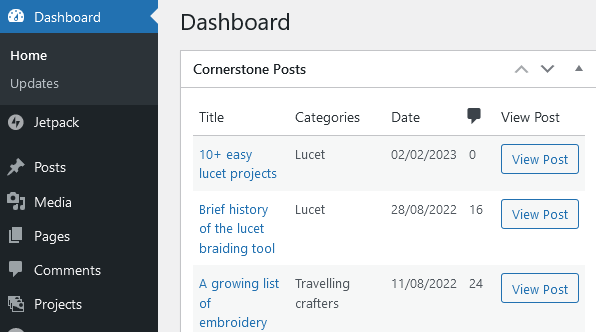 Dashboard
Home
Updates
Jetpack
Posts
Media
Pages
Comments
Projects
Dashboard
Cornerstone Posts
Title Categories Date View Post
10+ easy Lucet 02/02/2023 0 View Post
lucet projects
Brief history Lucet 28/08/2022 16 View Post
of the lucet
braiding tool
A growing list Travelling 11/08/2022 24 View Post
of crafters
embroidery